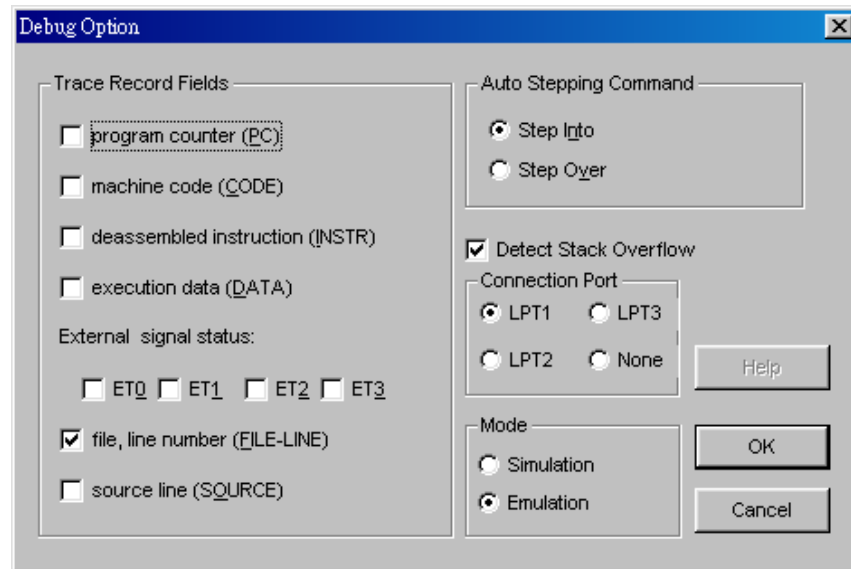 Debug Option
Trace Record Fields
program counter (PC)
machine code (CODE)
deassembled instruction (INSTR)
execution data (DATA)
External signal status:
ET0 ET1 ET2 ET3
file, line number (FILE-LINE)
source line (SOURCE)
Auto Stepping Command
Step Into
Step Over
Detect Stack Overflow
Connection Port
LPT1 LPT3
LPT2 None
Mode
Simulation
Emulation
Help
OK
Cancel